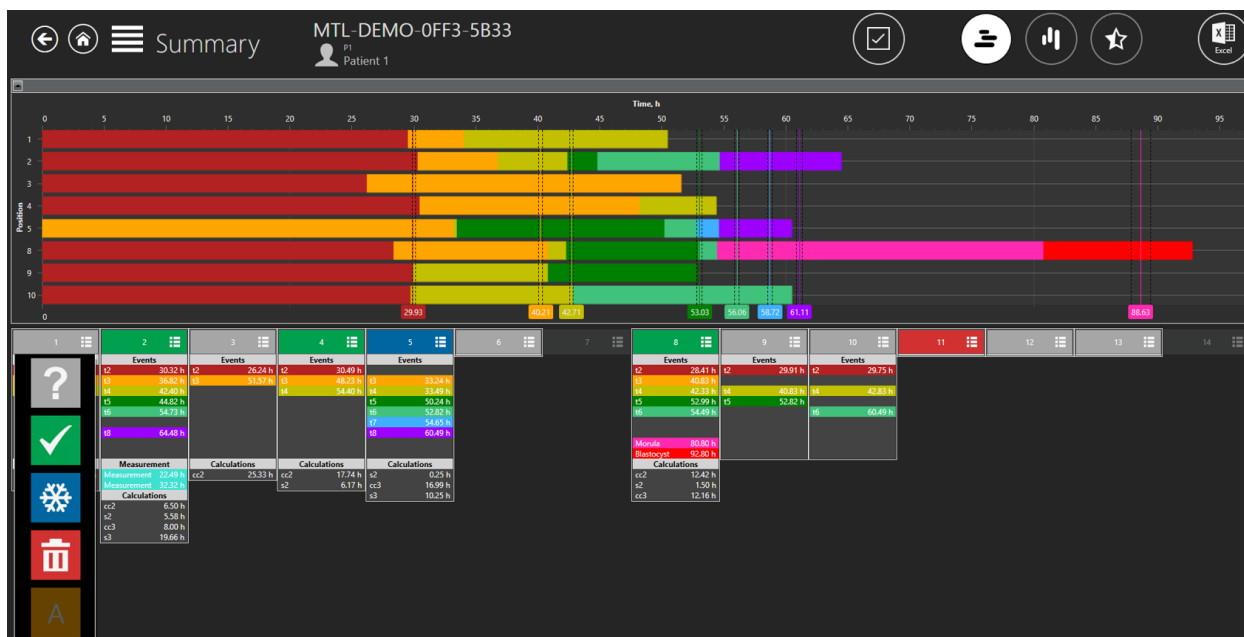 Summary
MTL-DEMO-0FF3-5B33
P1
Patient 1
Excel
Time, h
0 5 10 15 20 25 30 35 40 45 50 55 60 65 70 75 80 85 90 95
Position
1
2
3
4
5
8
9
10
0
29.93 40.21 42.71 53.03 56.06 58.72 61.11 88.63
1 2 3 4 5 6 7 8 9 10 11 12 13 14
Events
t2 30.32 h
t3 36.82 h
t4 42.40 h
t5 44.82 h
t6 54.73 h
t8 64.48 h
Measurement
Measurement 22.49 h
Measurement 32.32 h
Calculations
cc2 6.50 h
s2 5.58 h
cc3 8.00 h
s3 19.66 h
Events
t2 26.24 h
t3 51.57 h
Calculations
cc2 25.33 h
Events
t2 30.49 h
t3 48.23 h
t4 54.40 h
Calculations
cc2 17.74 h
s2 6.17 h
Events
t3 33.24 h
t4 33.49 h
t5 50.24 h
t6 52.82 h
t7 54.65 h
t8 60.49 h
Calculations
s2 0.25 h
cc3 16.99 h
s3 10.25 h
Events
t2 28.41 h
t3 40.83 h
t4 42.33 h
t5 52.99 h
t6 54.49 h
Morula 80.80 h
Blastocyst 92.80 h
Calculations
cc2 12.42 h
s2 1.50 h
cc3 12.16 h
Events
t2 29.91 h
t4 40.83 h
t5 52.82 h
Events
t2 29.75 h
t4 42.83 h
t6 60.49 h
?
A